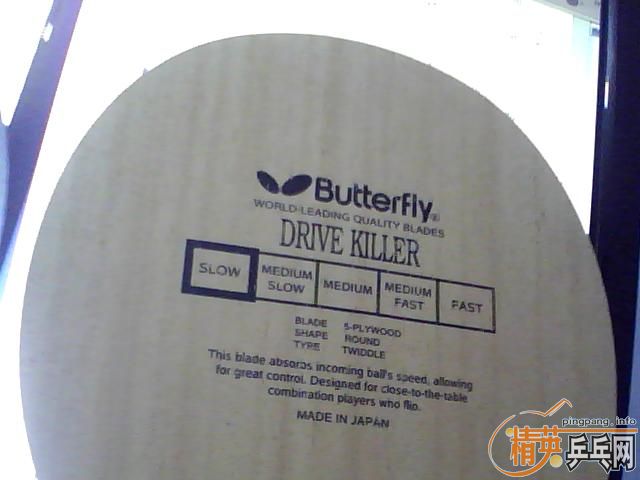 Butterfly®
WORLD-LEADING QUALITY BLADES
DRIVE KILLER
SLOW
MEDIUM SLOW
MEDIUM
MEDIUM FAST
FAST
BLADE 5-PLYWOOD
SHAPE ROUND
TYPE TWIDDLE
This blade absorbs incoming ball's speed, allowing
for great control. Designed for close-to-the-table
combination players who flip.
MADE IN JAPAN
pingpang.info
精英乒乓网